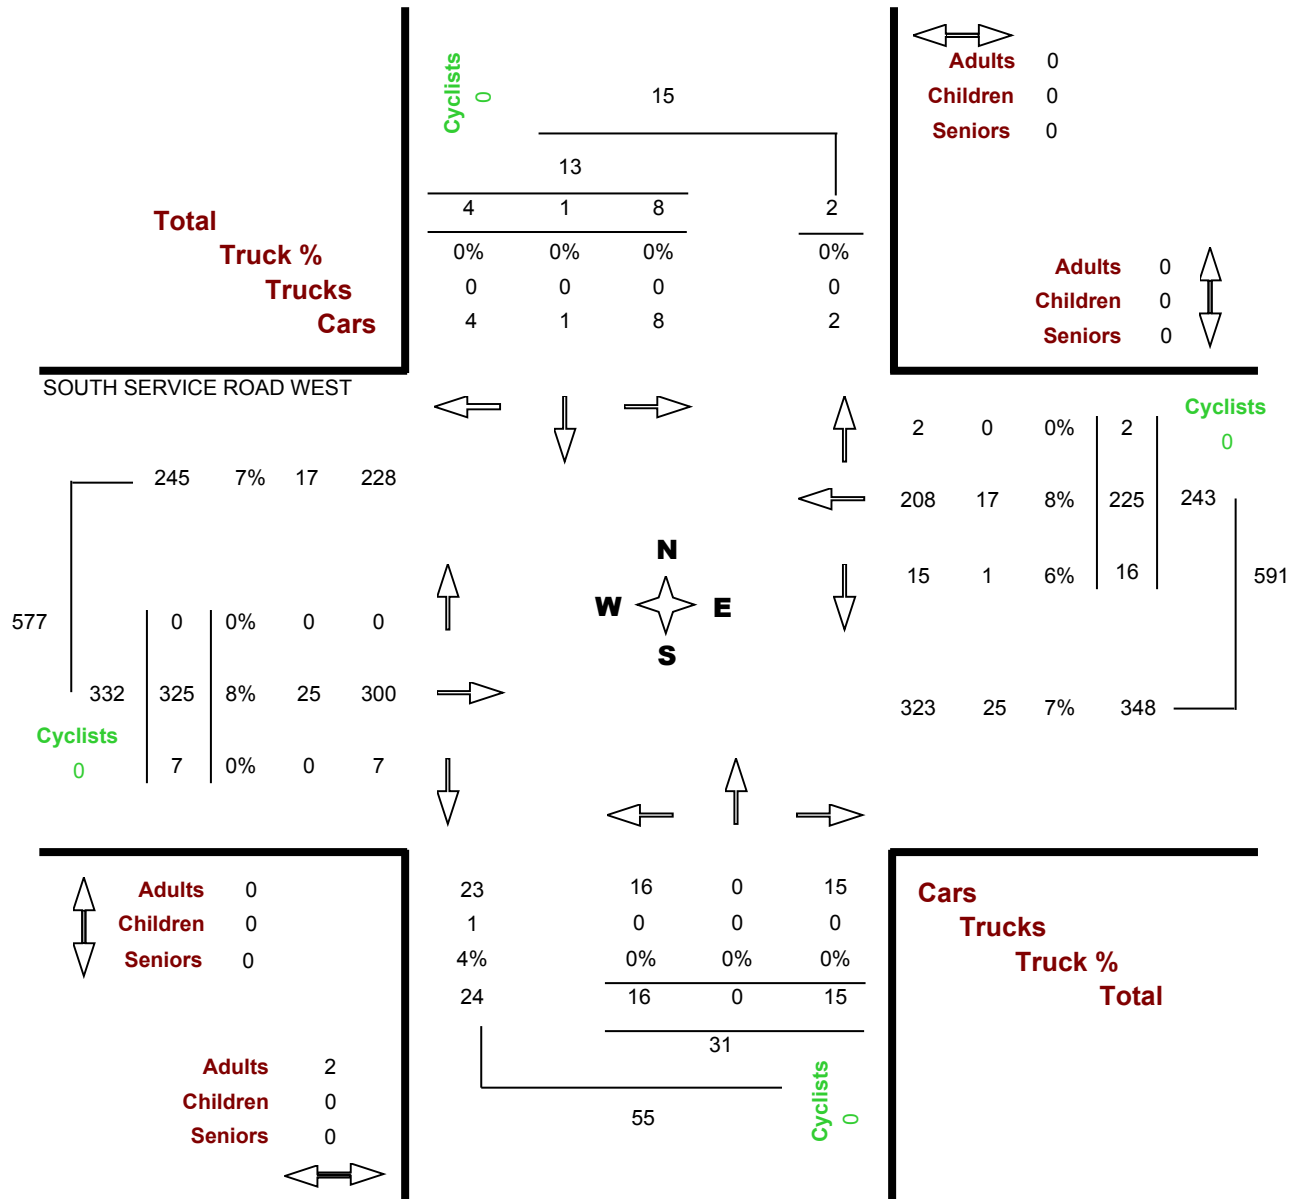 Adults 0
Cyclists
0
15
Children 0
Seniors 0
13
4 1 8 2
Total
Truck % 0% 0% 0% 0%
Trucks 0 0 0 0
Cars 4 1 8 2
Adults 0
Children 0
Seniors 0
SOUTH SERVICE ROAD WEST
Cyclists
0
2 0 0% 2
245 7% 17 228
208 17 8% 225 243
N
15 1 6% 16 591
W E
S
577
0 0% 0 0
332 325 8% 25 300
323 25 7% 348
Cyclists
0
7 0% 0 7
Adults 0
Children 0
Seniors 0
23 16 0 15
1 0 0 0
4% 0% 0% 0%
24 16 0 15
Cars
Trucks
Truck %
Total
31
Adults 2
Children 0
Seniors 0
55
Cyclists
0